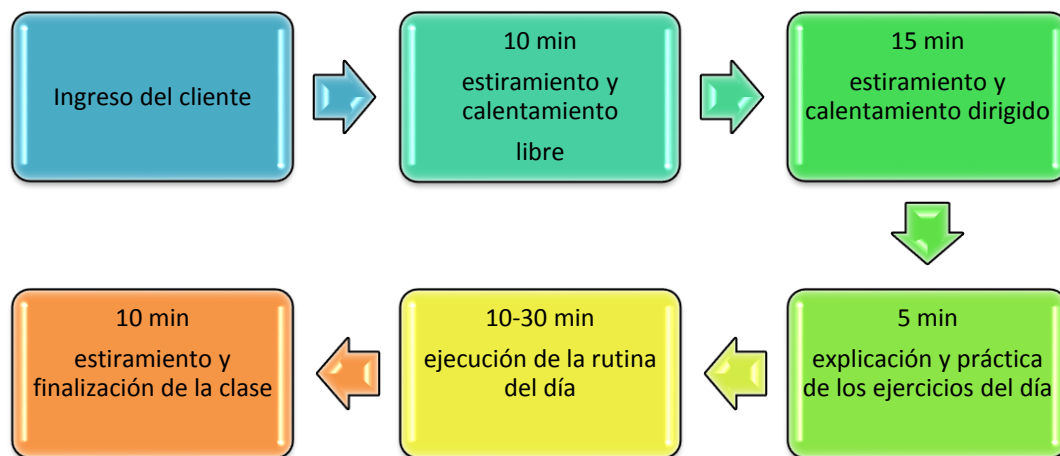 Ingreso del cliente
10 min
estiramiento y
calentamiento
libre
15 min
estiramiento y
calentamiento dirigido
5 min
explicación y práctica
de los ejercicios del día
10-30 min
ejecución de la rutina
del día
10 min
estiramiento y
finalización de la clase